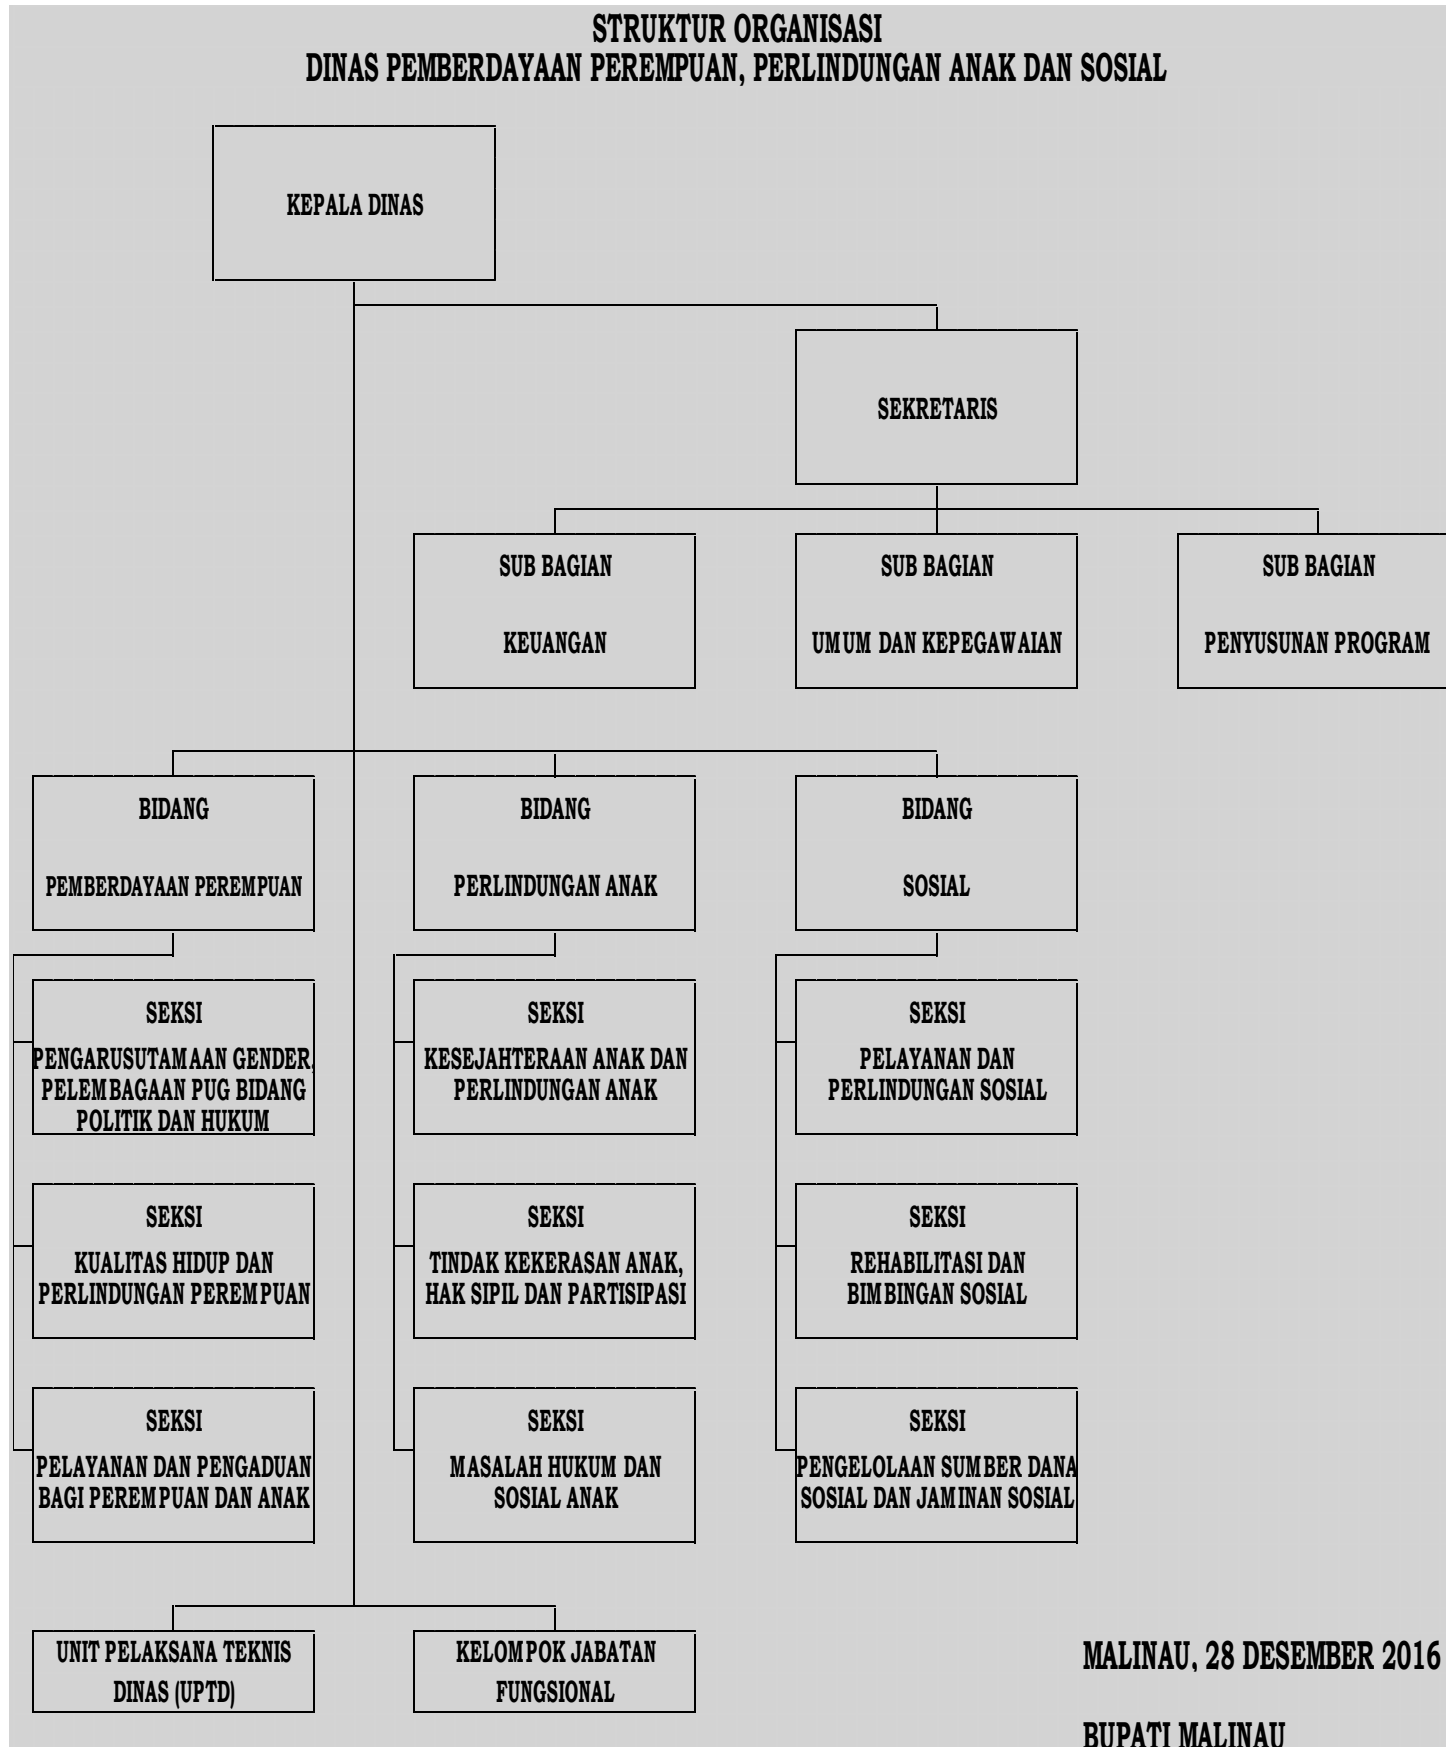 STRUKTUR ORGANISASI
DINAS PEMBERDAYAAN PEREMPUAN, PERLINDUNGAN ANAK DAN SOSIAL
KEPALA DINAS
SEKRETARIS
SUB BAGIAN
KEUANGAN
SUB BAGIAN
UMUM DAN KEPEGAWAIAN
SUB BAGIAN
PENYUSUNAN PROGRAM
BIDANG
PEMBERDAYAAN PEREMPUAN
BIDANG
PERLINDUNGAN ANAK
BIDANG
SOSIAL
SEKSI
PENGARUSUTAMAAN GENDER,
PELEMBAGAAN PUG BIDANG
POLITIK DAN HUKUM
SEKSI
KESEJAHTERAAN ANAK DAN
PERLINDUNGAN ANAK
SEKSI
PELAYANAN DAN
PERLINDUNGAN SOSIAL
SEKSI
KUALITAS HIDUP DAN
PERLINDUNGAN PEREMPUAN
SEKSI
TINDAK KEKERASAN ANAK,
HAK SIPIL DAN PARTISIPASI
SEKSI
REHABILITASI DAN
BIMBINGAN SOSIAL
SEKSI
PELAYANAN DAN PENGADUAN
BAGI PEREMPUAN DAN ANAK
SEKSI
MASALAH HUKUM DAN
SOSIAL ANAK
SEKSI
PENGELOLAAN SUMBER DANA
SOSIAL DAN JAMINAN SOSIAL
UNIT PELAKSANA TEKNIS
DINAS (UPTD)
KELOMPOK JABATAN
FUNGSIONAL
MALINAU, 28 DESEMBER 2016
BUPATI MALINAU